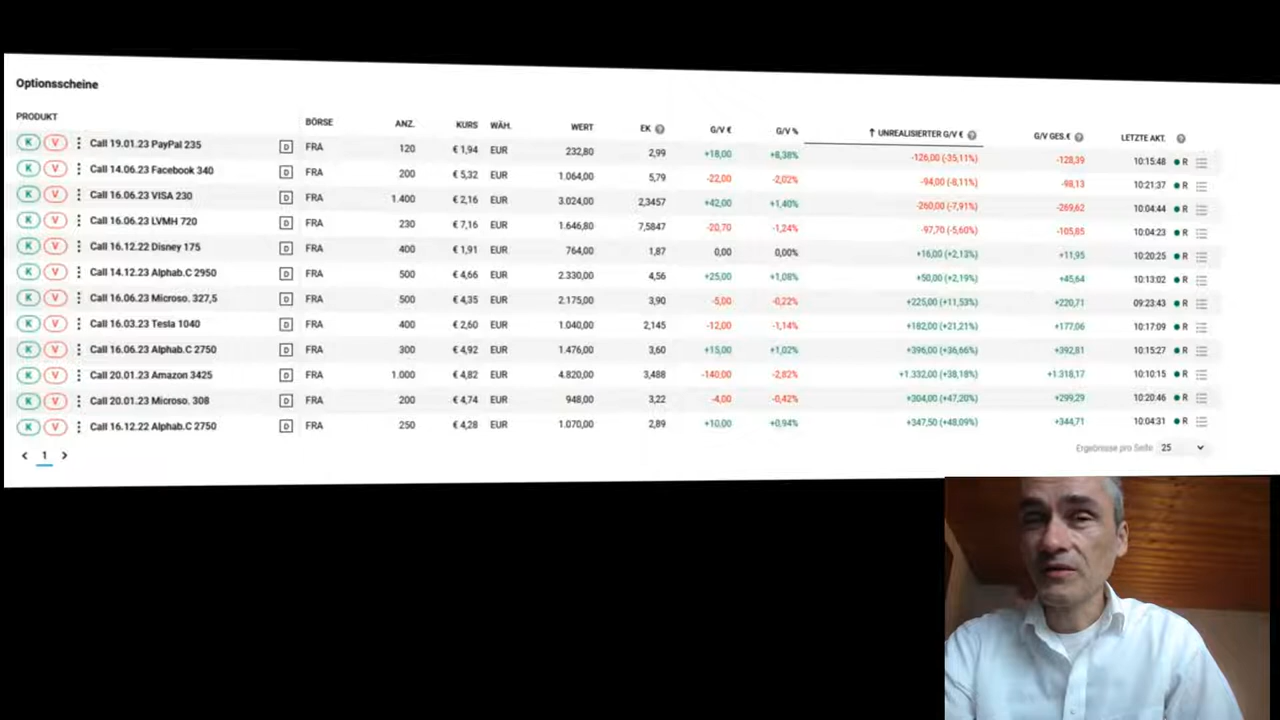 Optionsscheine
PRODUKT BÖRSE ANZ. KURS WÄH. WERT EK ? G/V € G/V % ↑ UNREALISIERTER G/V € ? G/V GES.€ ? LETZTE AKT. ?
K V Call 19.01.23 PayPal 235 D FRA 120 € 1,94 EUR 232,80 2,99 +18,00 +8,38% -126,00 (-35,11%) -128,39 10:15:48 R
K V Call 14.06.23 Facebook 340 D FRA 200 € 5,32 EUR 1.064,00 5,79 -22,00 -2,02% -94,00 (-8,11%) -98,13 10:21:37 R
K V Call 16.06.23 VISA 230 D FRA 1.400 € 2,16 EUR 3.024,00 2,3457 +42,00 +1,40% -260,00 (-7,91%) -269,62 10:04:44 R
K V Call 16.06.23 LVMH 720 D FRA 230 € 7,16 EUR 1.646,80 7,5847 -20,70 -1,24% -97,70 (-5,60%) -105,85 10:04:23 R
K V Call 16.12.22 Disney 175 D FRA 400 € 1,91 EUR 764,00 1,87 0,00 0,00% +16,00 (+2,13%) +11,95 10:20:25 R
K V Call 14.12.23 Alphab.C 2950 D FRA 500 € 4,66 EUR 2.330,00 4,56 +25,00 +1,08% +50,00 (+2,19%) +45,64 10:13:02 R
K V Call 16.06.23 Microso. 327,5 D FRA 500 € 4,35 EUR 2.175,00 3,90 -5,00 -0,22% +225,00 (+11,53%) +220,71 09:23:43 R
K V Call 16.03.23 Tesla 1040 D FRA 400 € 2,60 EUR 1.040,00 2,145 -12,00 -1,14% +182,00 (+21,21%) +177,06 10:17:09 R
K V Call 16.06.23 Alphab.C 2750 D FRA 300 € 4,92 EUR 1.476,00 3,60 +15,00 +1,02% +396,00 (+36,66%) +392,81 10:15:27 R
K V Call 20.01.23 Amazon 3425 D FRA 1.000 € 4,82 EUR 4.820,00 3,488 -140,00 -2,82% +1.332,00 (+38,18%) +1.318,17 10:10:15 R
K V Call 20.01.23 Microso. 308 D FRA 200 € 4,74 EUR 948,00 3,22 -4,00 -0,42% +304,00 (+47,20%) +299,29 10:20:46 R
K V Call 16.12.22 Alphab.C 2750 D FRA 250 € 4,28 EUR 1.070,00 2,89 +10,00 +0,94% +347,50 (+48,09%) +344,71 10:04:31 R
< 1 > Ergebnisse pro Seite 25